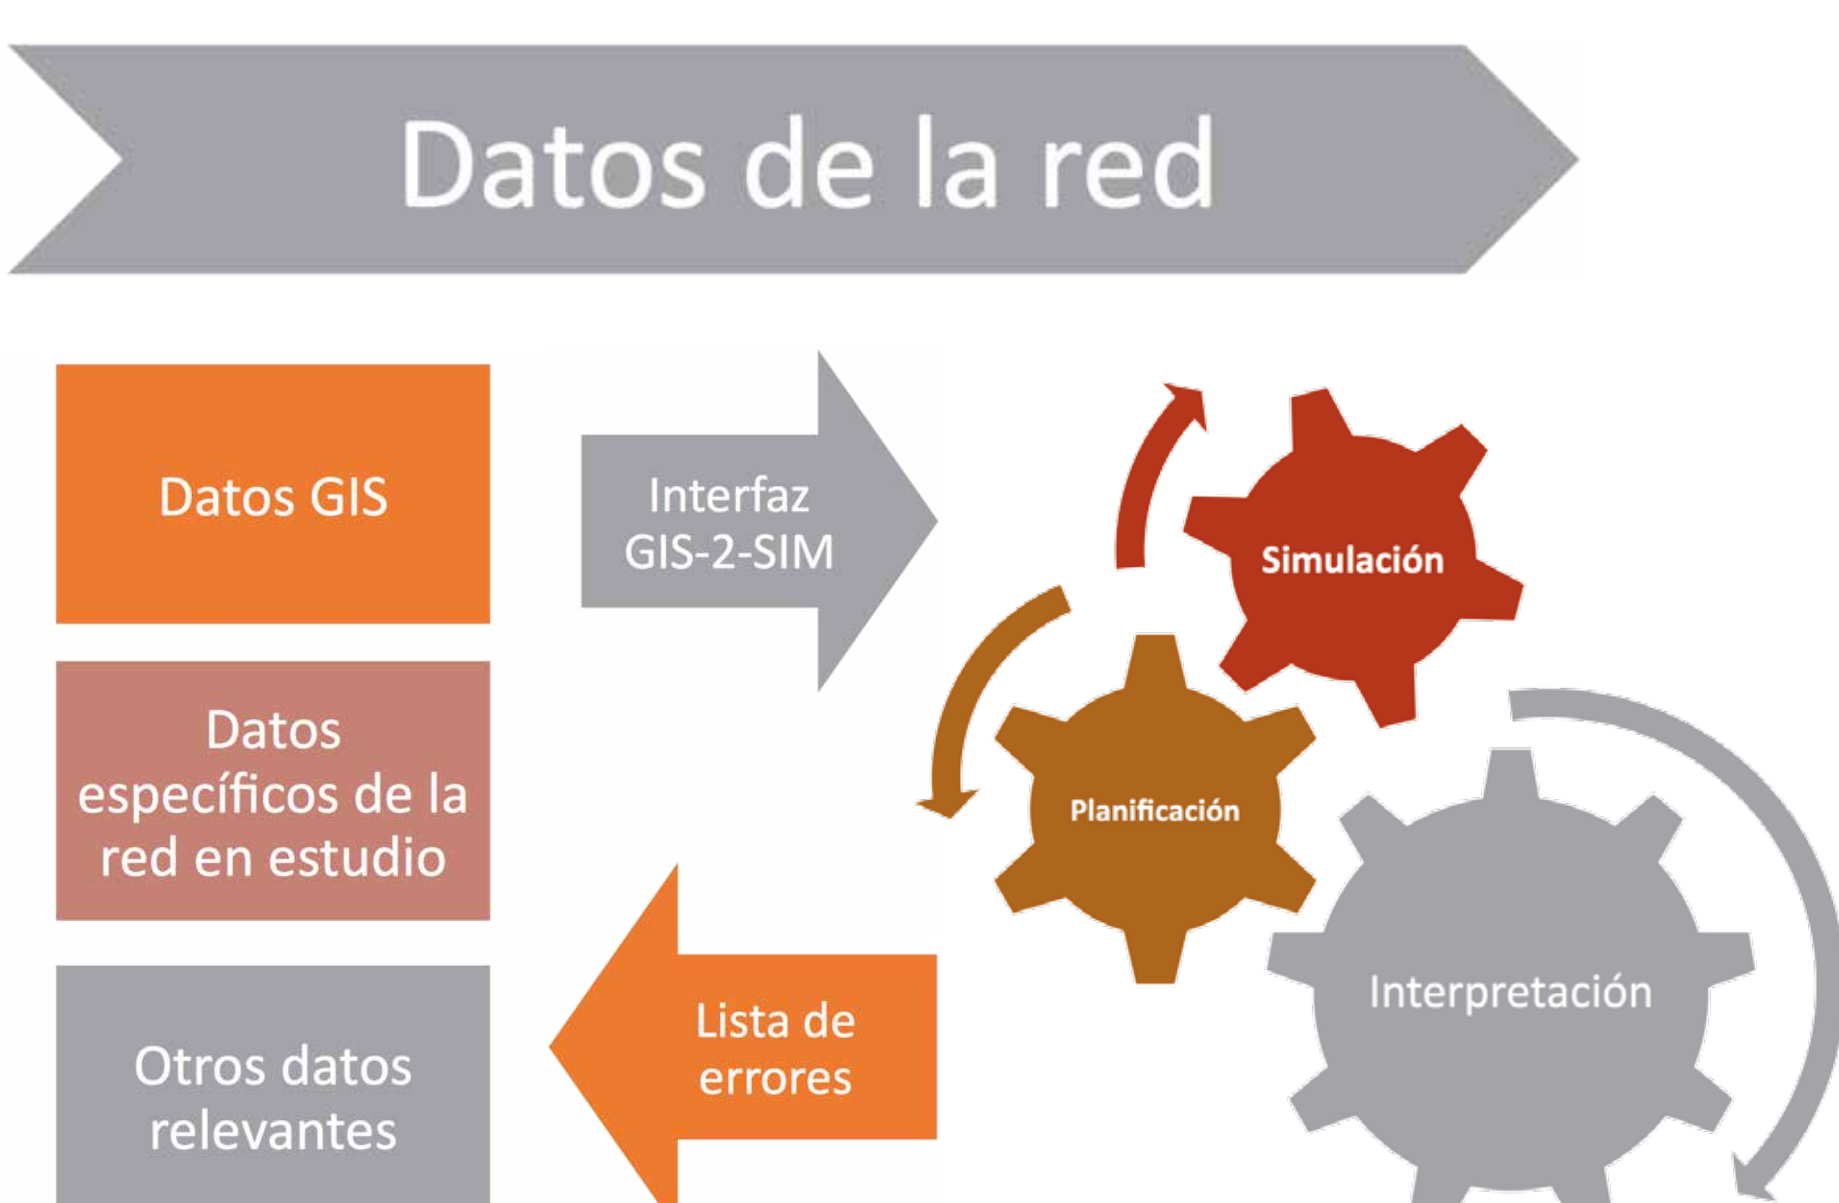 Datos de la red
Datos GIS
Interfaz
GIS-2-SIM
Simulación
Datos
específicos de la
red en estudio
Planificación
Interpretación
Lista de
errores
Otros datos
relevantes